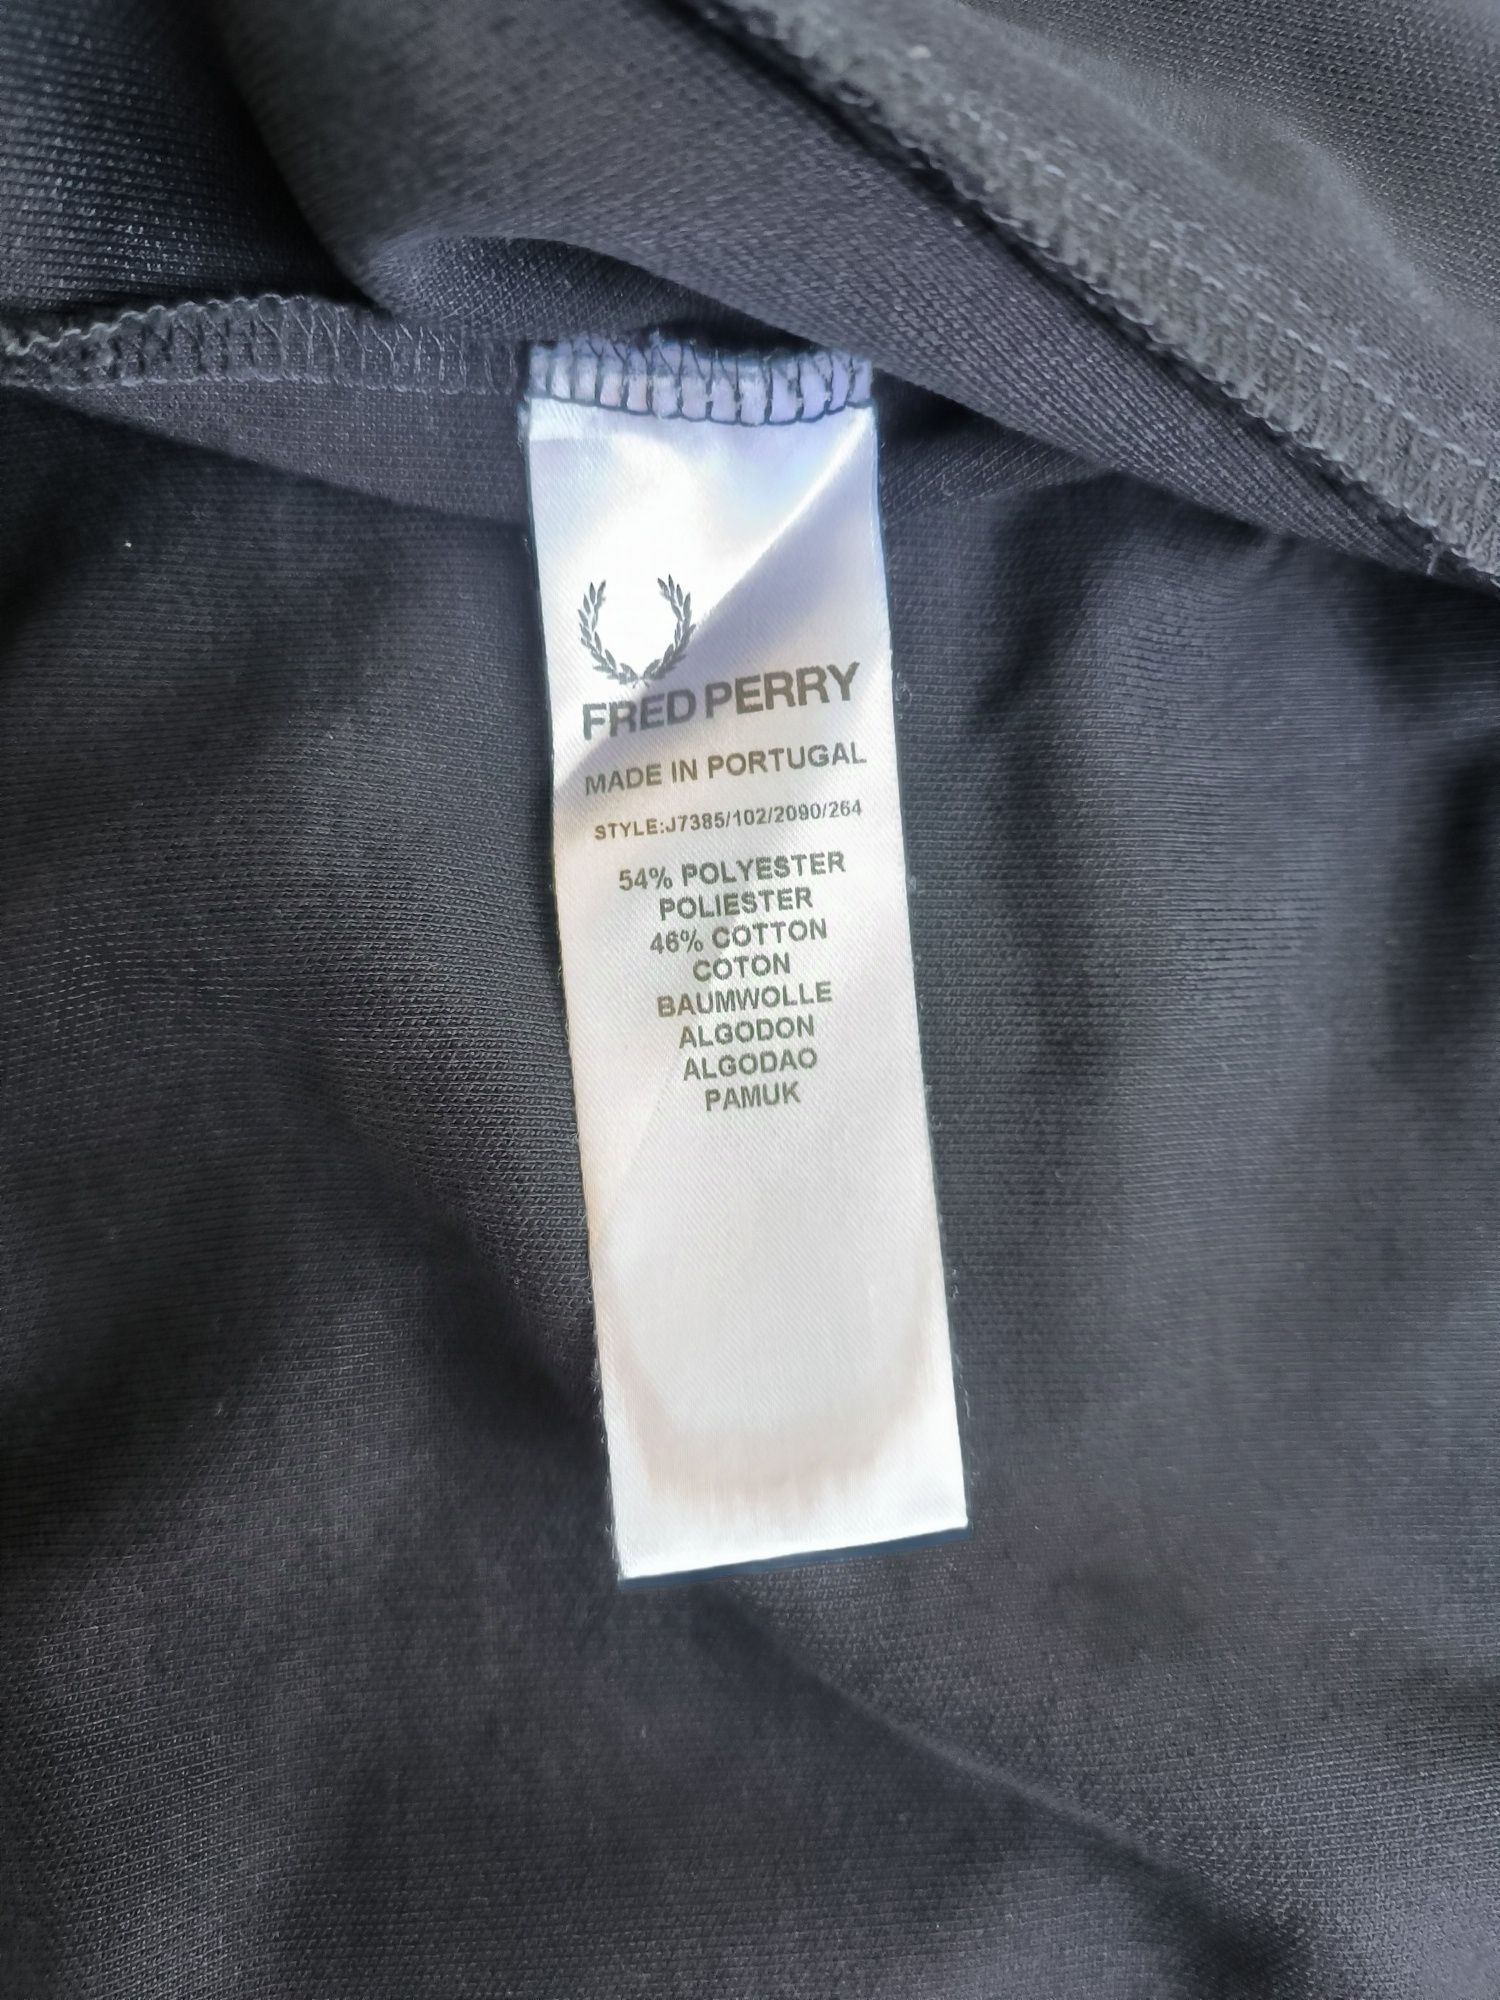 FRED PERRY
MADE IN PORTUGAL
STYLE:J7385/102/2090/264
54% POLYESTER
POLIESTER
46% COTTON
COTON
BAUMWOLLE
ALGODON
ALGODAO
PAMUK